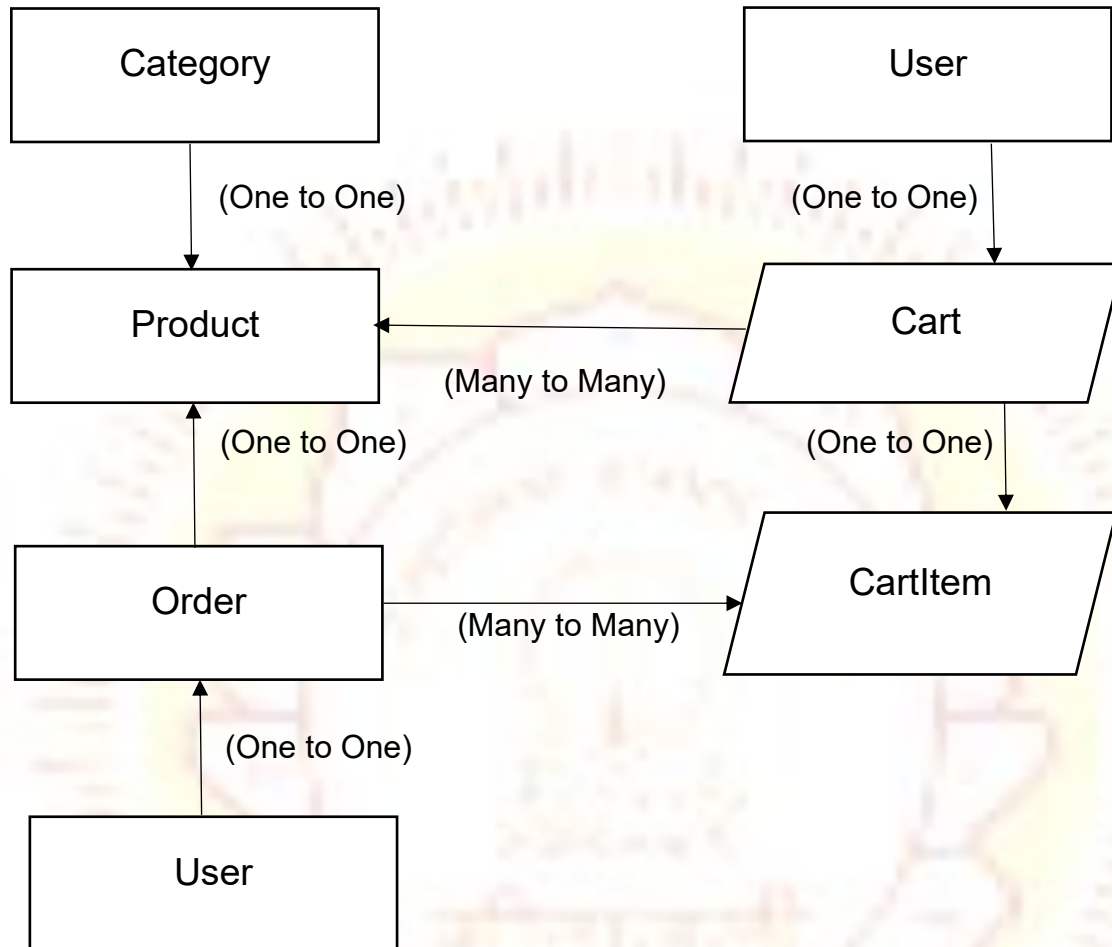 Category
User
(One to One)
(One to One)
Product
Cart
(Many to Many)
(One to One)
(One to One)
Order
CartItem
(Many to Many)
(One to One)
User